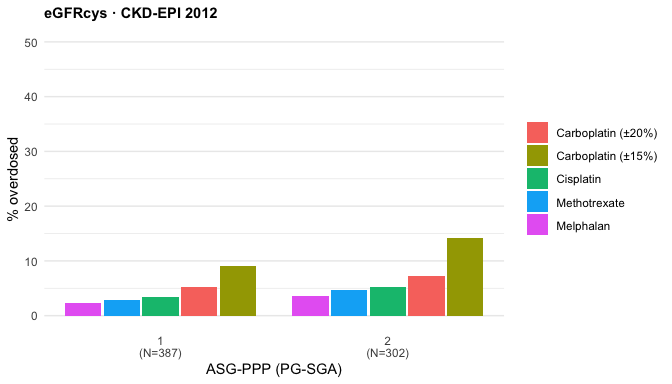 eGFRcys · CKD-EPI 2012
% overdosed
50
40
30
20
10
0
1
(N=387)
2
(N=302)
ASG-PPP (PG-SGA)
Carboplatin (±20%)
Carboplatin (±15%)
Cisplatin
Methotrexate
Melphalan